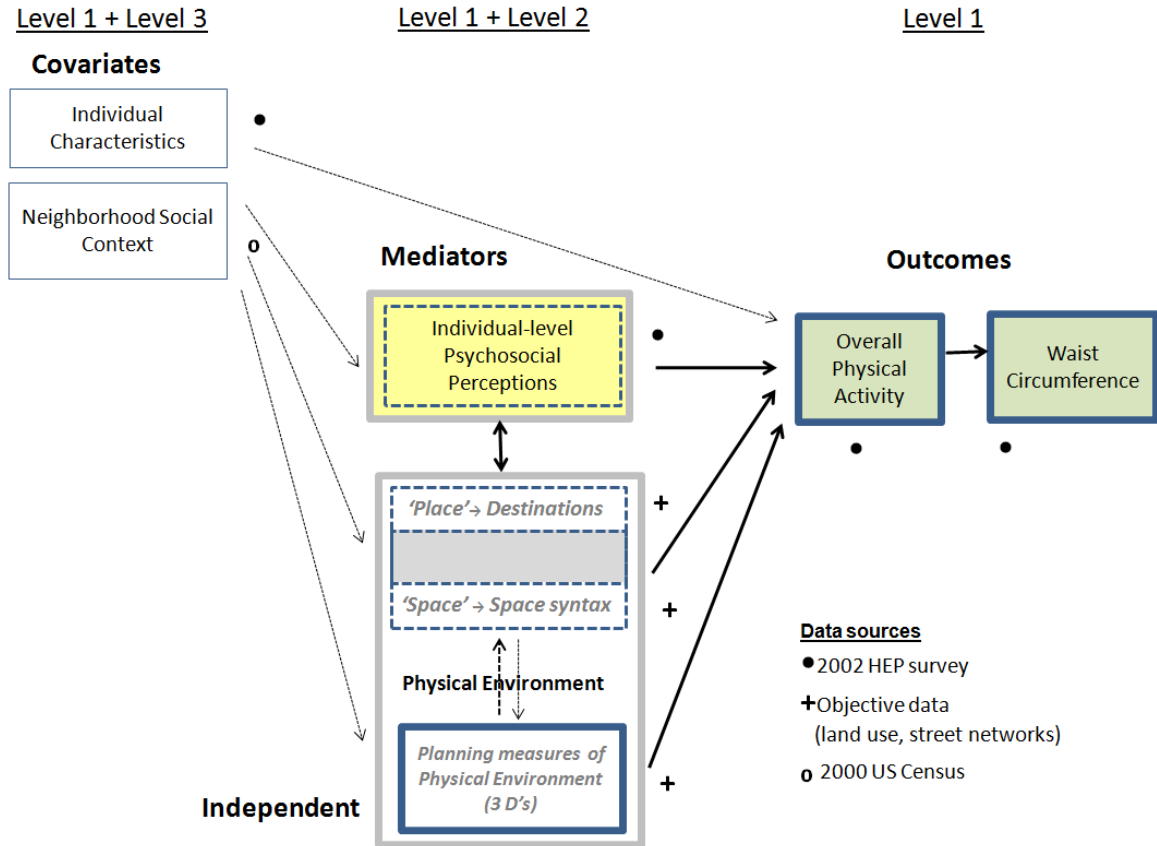 Level 1 + Level 3
Level 1 + Level 2
Level 1
Covariates
Individual
Characteristics
Neighborhood Social
Context
o
Mediators
Individual-level
Psychosocial
Perceptions
Outcomes
Overall
Physical
Activity
Waist
Circumference
‘Place’→ Destinations
+
‘Space’ → Space syntax
+
Physical Environment
Planning measures of
Physical Environment
(3 D’s)
+
Independent
Data sources
•2002 HEP survey
+Objective data
(land use, street networks)
o 2000 US Census